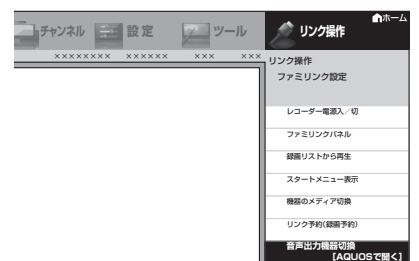 ホーム
チャンネル 設定 ツール リンク操作
×××××××× ×××××× ××× ×××
リンク操作
ファミリンク設定
レコーダー電源入／切
ファミリンクパネル
録画リストから再生
スタートメニュー表示
機器のメディア切換
リンク予約(録画予約)
音声出力機器切換
[AQUOSで聞く]